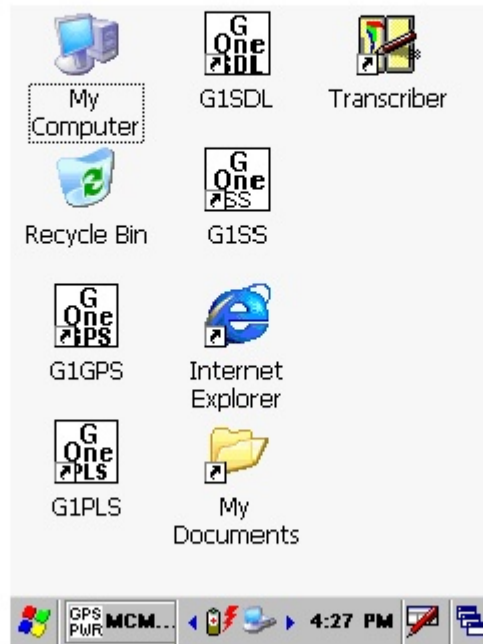 G
One
SDL
My
Computer
G1SDL
Transcriber
G
One
SS
Recycle Bin
G1SS
G
One
GPS
G1GPS
Internet
Explorer
G
One
PLS
G1PLS
My
Documents
GPS
PWR
MCM...
4:27 PM